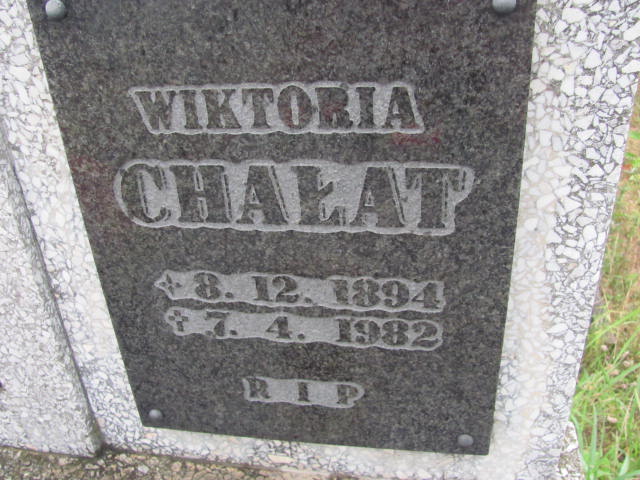 WIKTORIA
CHAŁAT
8. 12. 1894
7. 4. 1982
R I P